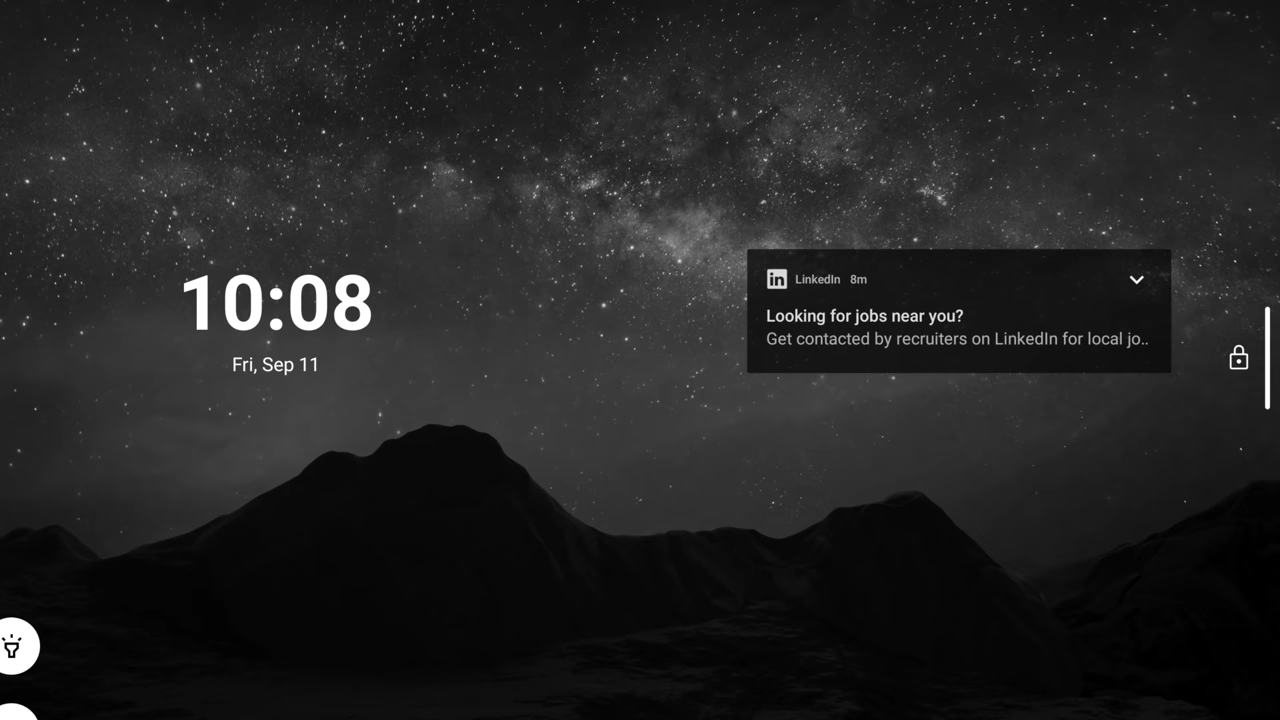 10:08
Fri, Sep 11
in LinkedIn 8m
Looking for jobs near you?
Get contacted by recruiters on LinkedIn for local jo..